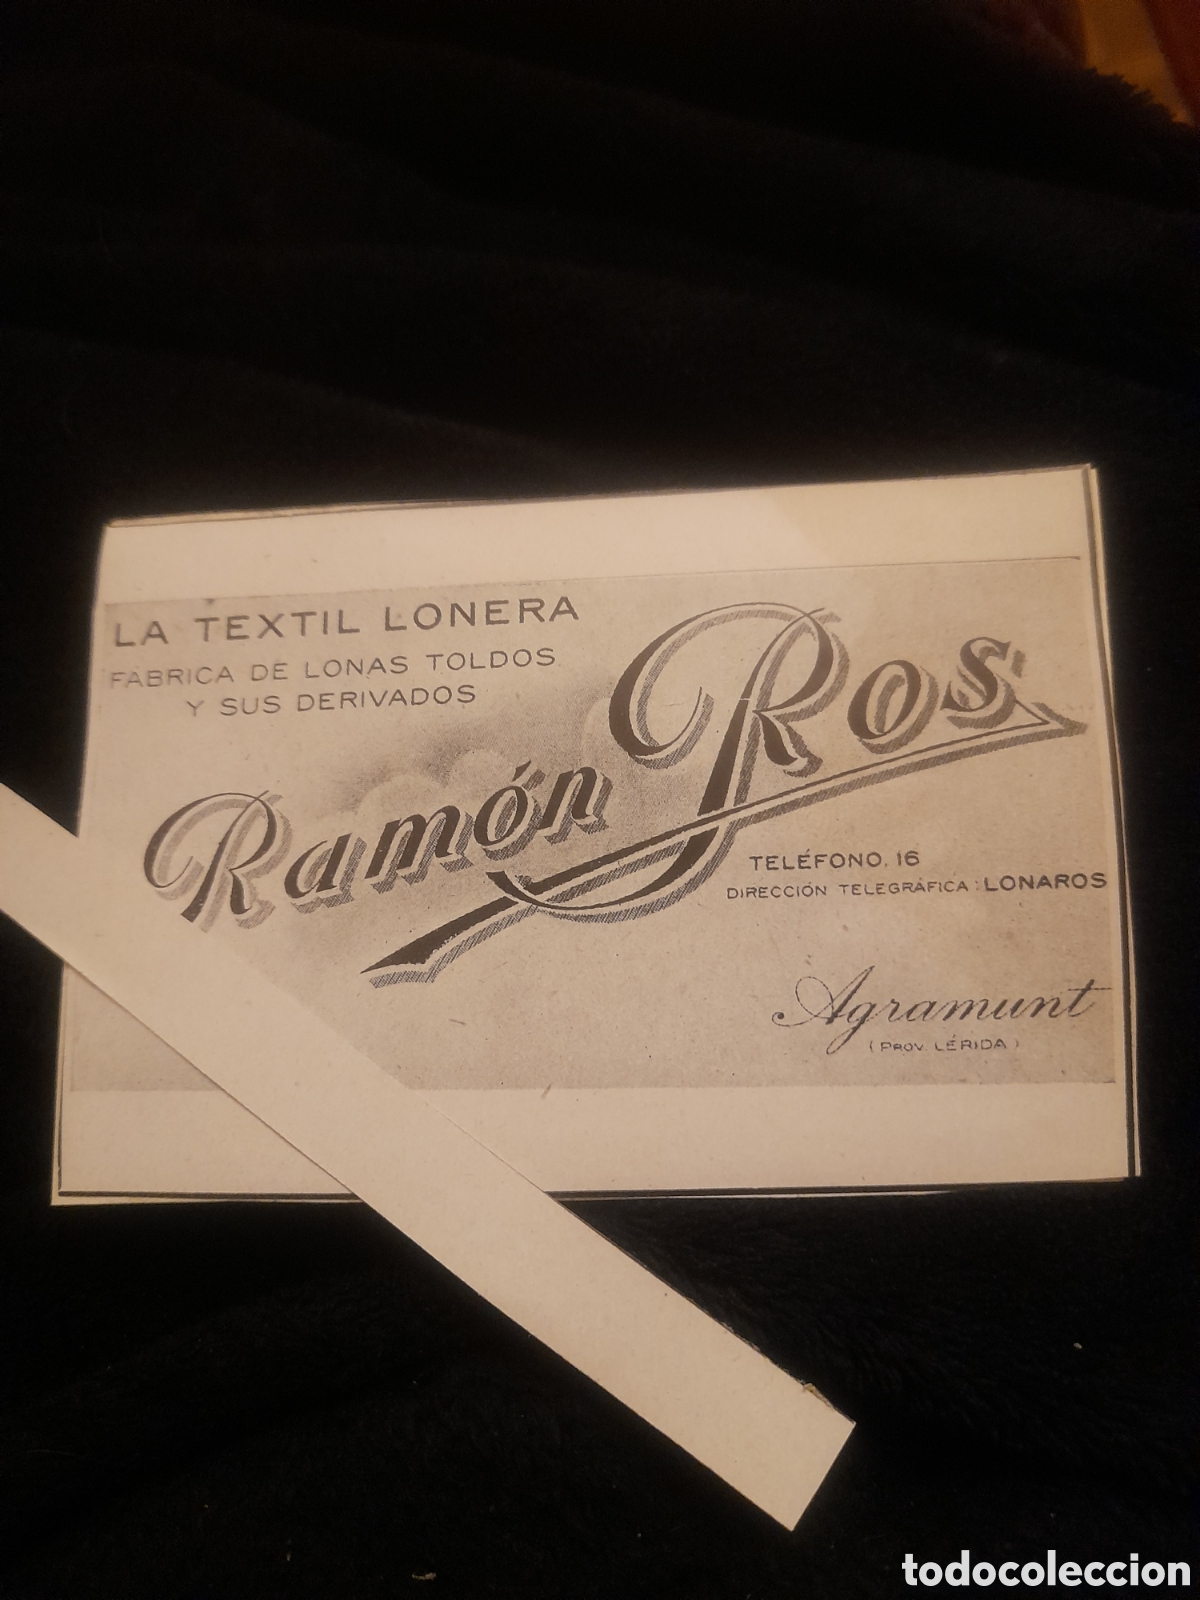 LA TEXTIL LONERA
FABRICA DE LONAS TOLDOS
Y SUS DERIVADOS
Ramón Ros
TELÉFONO. 16
DIRECCIÓN TELEGRÁFICA: LONAROS
Agramunt
(PROV. LÉRIDA)
todocoleccion